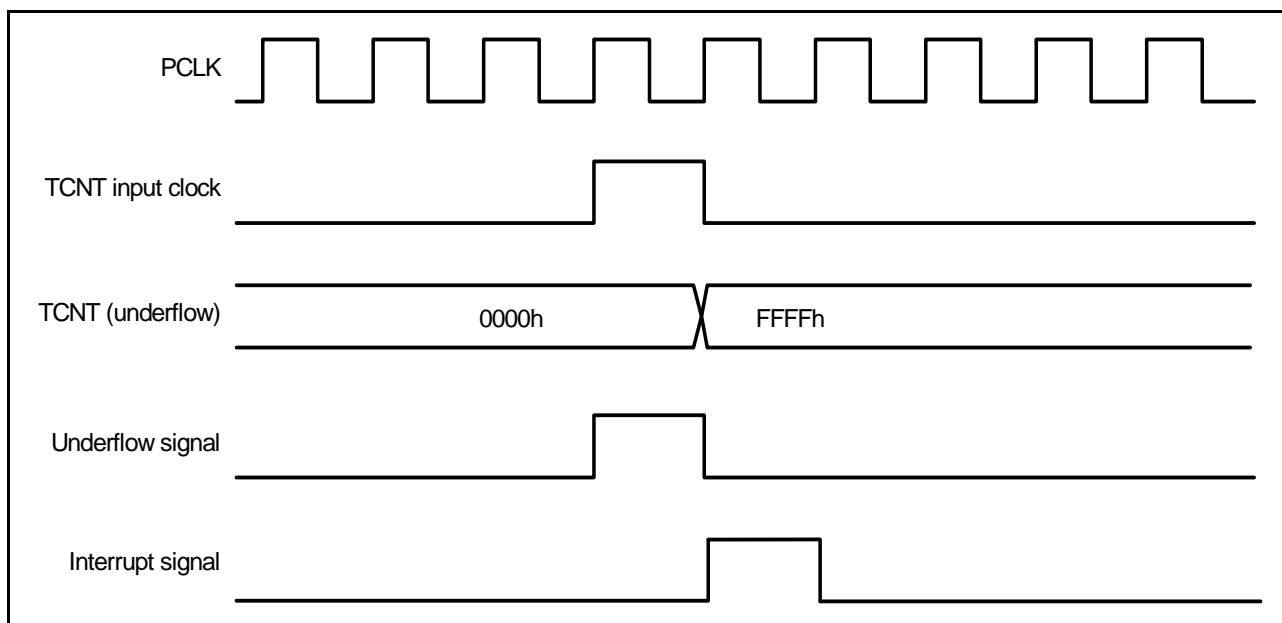 PCLK
TCNT input clock
TCNT (underflow)
0000h
FFFFh
Underflow signal
Interrupt signal